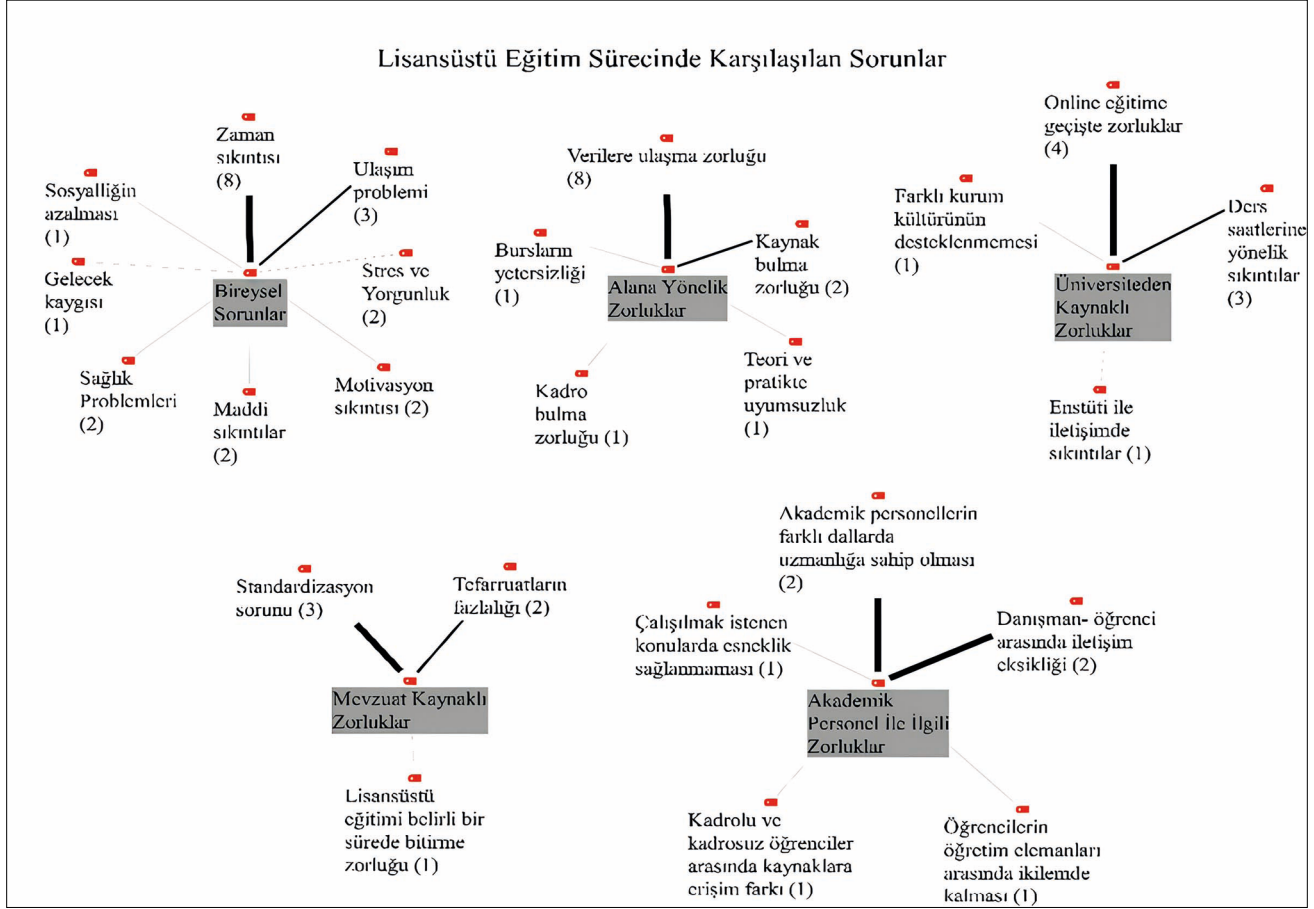 Lisansüstü Eğitim Sürecinde Karşılaşılan Sorunlar
Zaman
sıkıntısı
(8)
Ulaşım
problemi
(3)
Sosyalliğin
azalması
(1)
Gelecek
kaygısı
(1)
Stres ve
Yorgunluk
(2)
Bireysel
Sorunlar
Sağlık
Problemleri
(2)
Maddi
sıkıntılar
(2)
Motivasyon
sıkıntısı (2)
Verilere ulaşma zorluğu
(8)
Bursların
yetersizliği
(1)
Kaynak
bulma
zorluğu (2)
Alana Yönelik
Zorluklar
Kadro
bulma
zorluğu (1)
Teori ve
pratikte
uyumsuzluk
(1)
Online eğitime
geçişte zorluklar
(4)
Farklı kurum
kültürünün
desteklenmemesi
(1)
Ders
saatlerine
yönelik
sıkıntılar
(3)
Üniversiteden
Kaynaklı
Zorluklar
Enstüti ile
iletişimde
sıkıntılar (1)
Standardizasyon
sorunu (3)
Teferruatların
fazlalığı (2)
Mevzuat Kaynaklı
Zorluklar
Lisansüstü
eğitimi belirli bir
sürede bitirme
zorluğu (1)
Akademik personellerin
farklı dallarda
uzmanlığa sahip olması
(2)
Çalışılmak istenen
konularda esneklik
sağlanmaması (1)
Danışman- öğrenci
arasında iletişim
eksikliği (2)
Akademik
Personel İle İlgili
Zorluklar
Kadrolu ve
kadrosuz öğrenciler
arasında kaynaklara
erişim farkı (1)
Öğrencilerin
öğretim elemanları
arasında ikilemde
kalması (1)